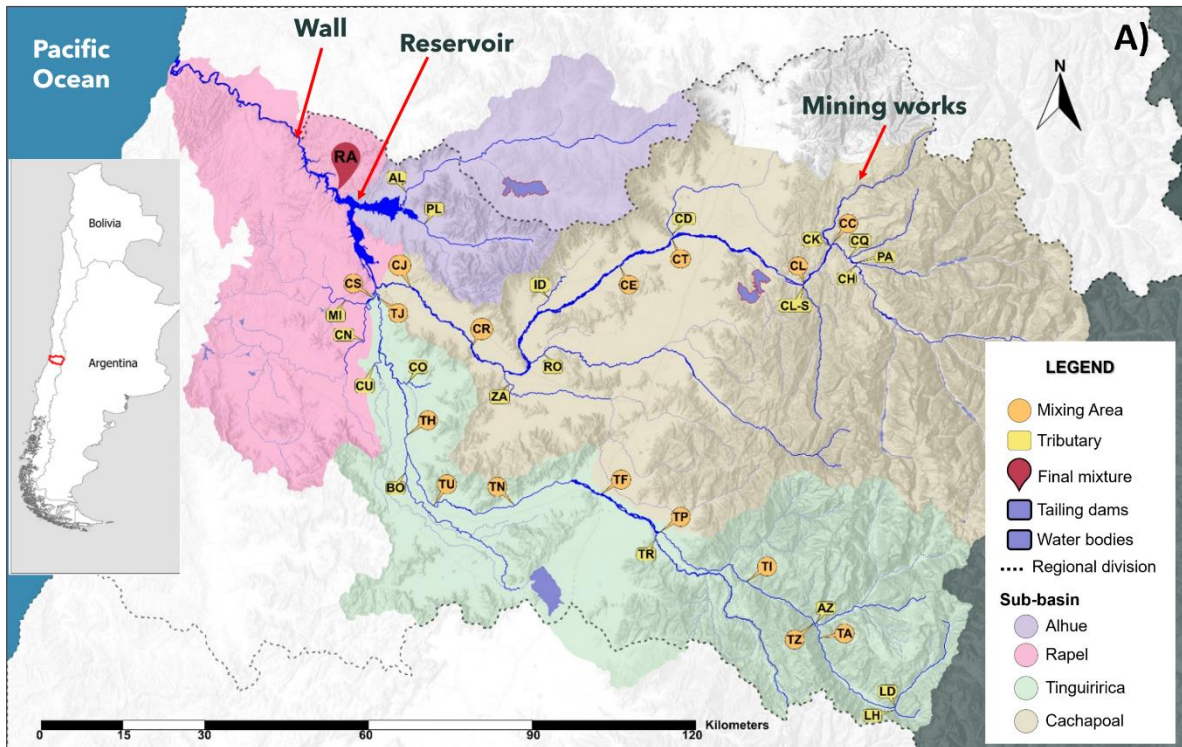 A)
Wall
Reservoir
Pacific
Ocean
Mining works
N
RA
AL
PL
CD
CK
CC
CQ
PA
CH
CL
CL-S
CT
CE
ID
CJ
CS
TJ
MI
CN
CR
RO
ZA
CU
CO
TH
BO
TU
TN
TF
TP
TR
TI
AZ
TZ
TA
LD
LH
Bolivia
Argentina
LEGEND
Mixing Area
Tributary
Final mixture
Tailing dams
Water bodies
Regional division
Sub-basin
Alhue
Rapel
Tinguiririca
Cachapoal
Kilometers
0 15 30 60 90 120